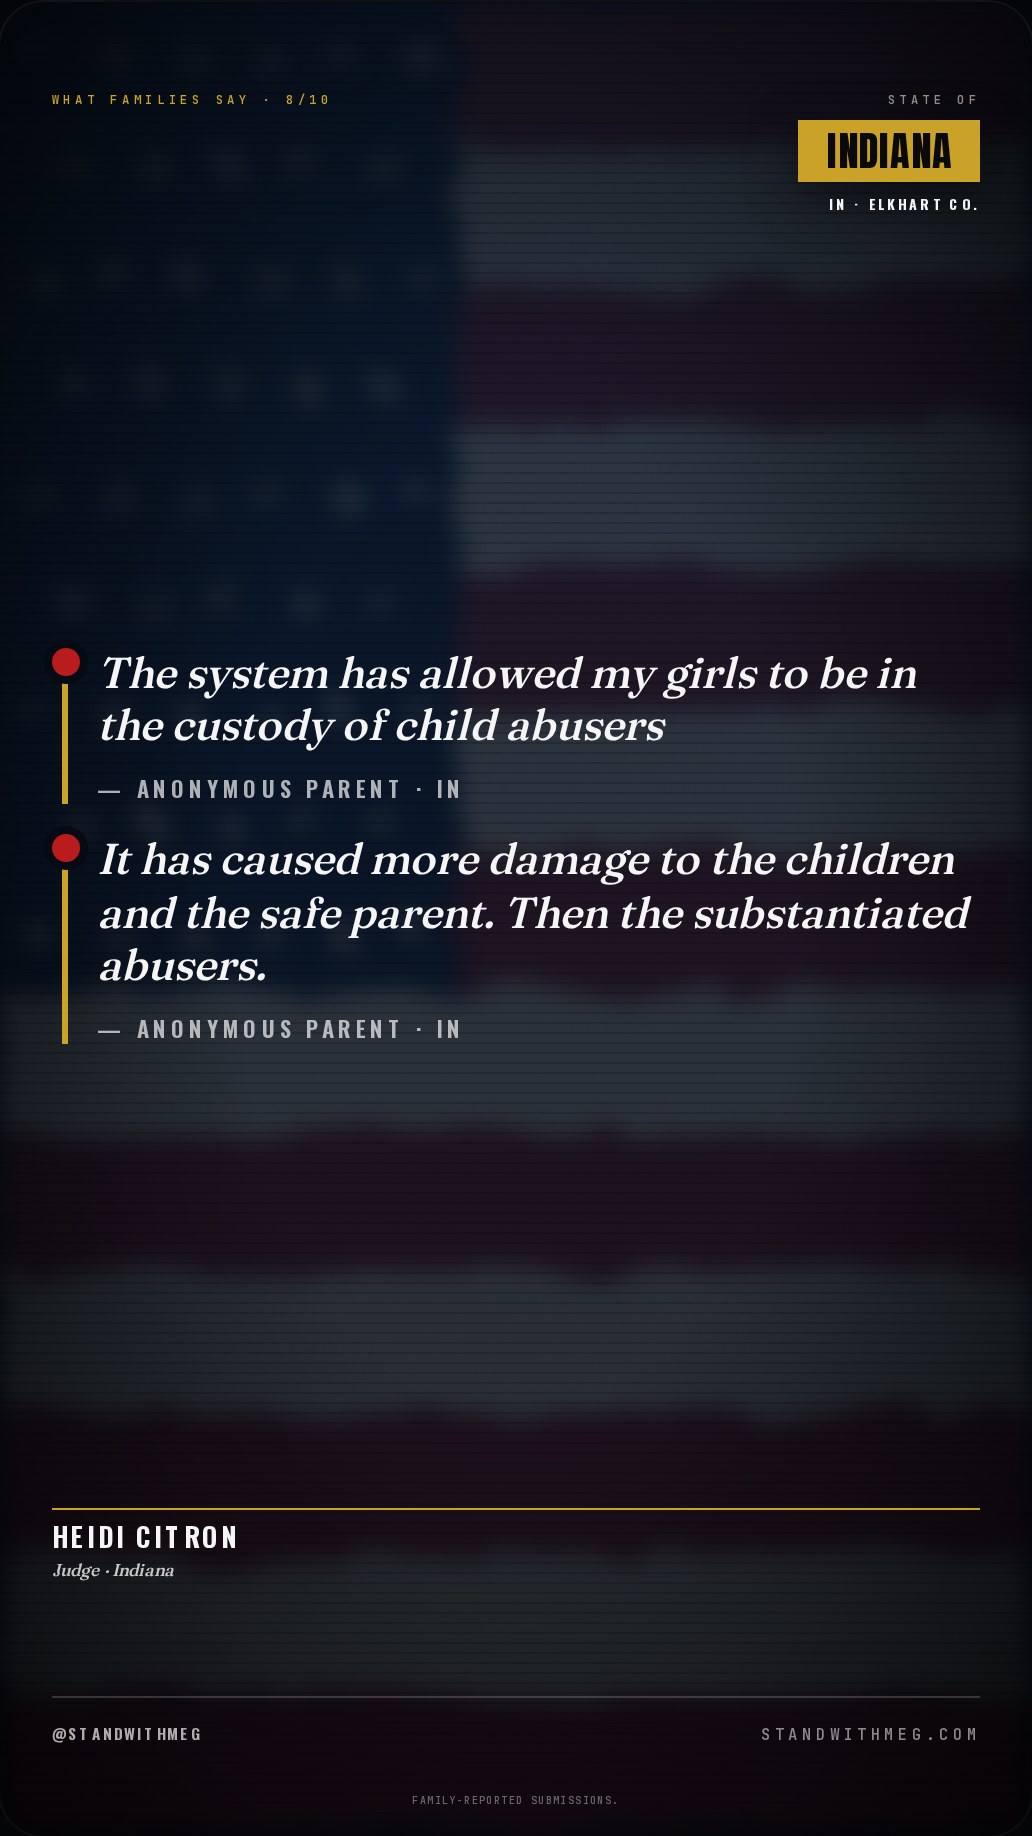 WHAT FAMILIES SAY · 8/10
STATE OF
INDIANA
IN · ELKHART CO.
The system has allowed my girls to be in
the custody of child abusers
— ANONYMOUS PARENT · IN
It has caused more damage to the children
and the safe parent. Then the substantiated
abusers.
— ANONYMOUS PARENT · IN
HEIDI CITRON
Judge · Indiana
@STANDWITHMEG
STANDWITHMEG.COM
FAMILY-REPORTED SUBMISSIONS.